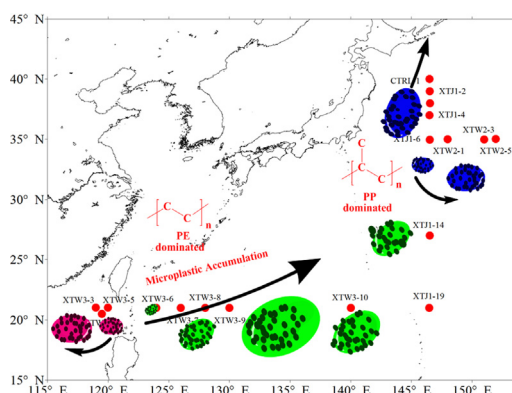 45° N
40° N
35° N
30° N
25° N
20° N
15° N
CTRL-1
XTJ1-2
XTJ1-4
XTJ1-6
XTW2-3
XTW2-1
XTW2-5
C
C
C
n
PP
dominated
C
C
n
PE
dominated
Microplastic Accumulation
XTJ1-14
XTW3-3
XTW3-5
XTW3-6
XTW3-8
XTW3-9
XTW3-10
XTJ1-19
115° E
120° E
125° E
130° E
135° E
140° E
145° E
150° E